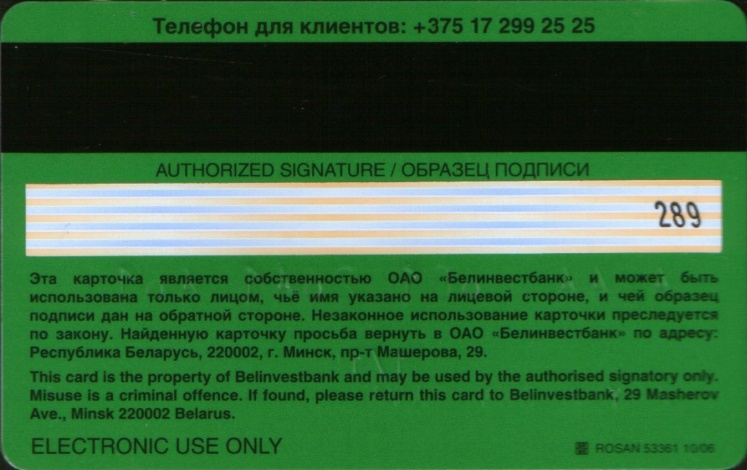 Телефон для клиентов: +375 17 299 25 25
AUTHORIZED SIGNATURE / ОБРАЗЕЦ ПОДПИСИ
289
Эта карточка является собственностью ОАО «Белинвестбанк» и может быть
использована только лицом, чьё имя указано на лицевой стороне, и чей образец
подписи дан на обратной стороне. Незаконное использование карточки преследуется
по закону. Найденную карточку просьба вернуть в ОАО «Белинвестбанк» по адресу:
Республика Беларусь, 220002, г. Минск, пр-т Машерова, 29.
This card is the property of Belinvestbank and may be used by the authorised signatory only.
Misuse is a criminal offence. If found, please return this card to Belinvestbank, 29 Masherov
Ave., Minsk 220002 Belarus.
ELECTRONIC USE ONLY
ROSAN 53361 10/06